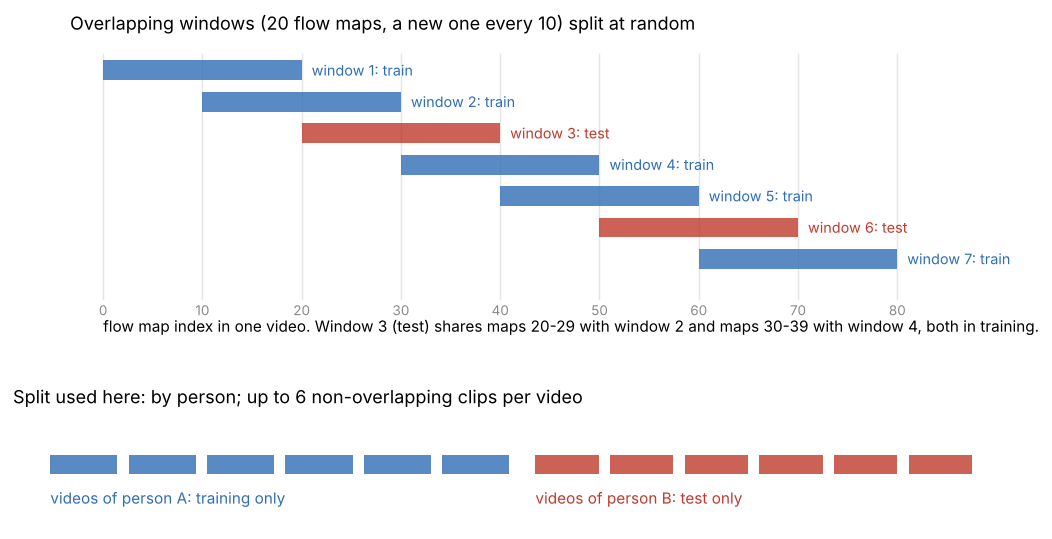 Overlapping windows (20 flow maps, a new one every 10) split at random
window 1: train
window 2: train
window 3: test
window 4: train
window 5: train
window 6: test
window 7: train
0 10 20 30 40 50 60 70 80
flow map index in one video. Window 3 (test) shares maps 20-29 with window 2 and maps 30-39 with window 4, both in training.
Split used here: by person; up to 6 non-overlapping clips per video
videos of person A: training only
videos of person B: test only